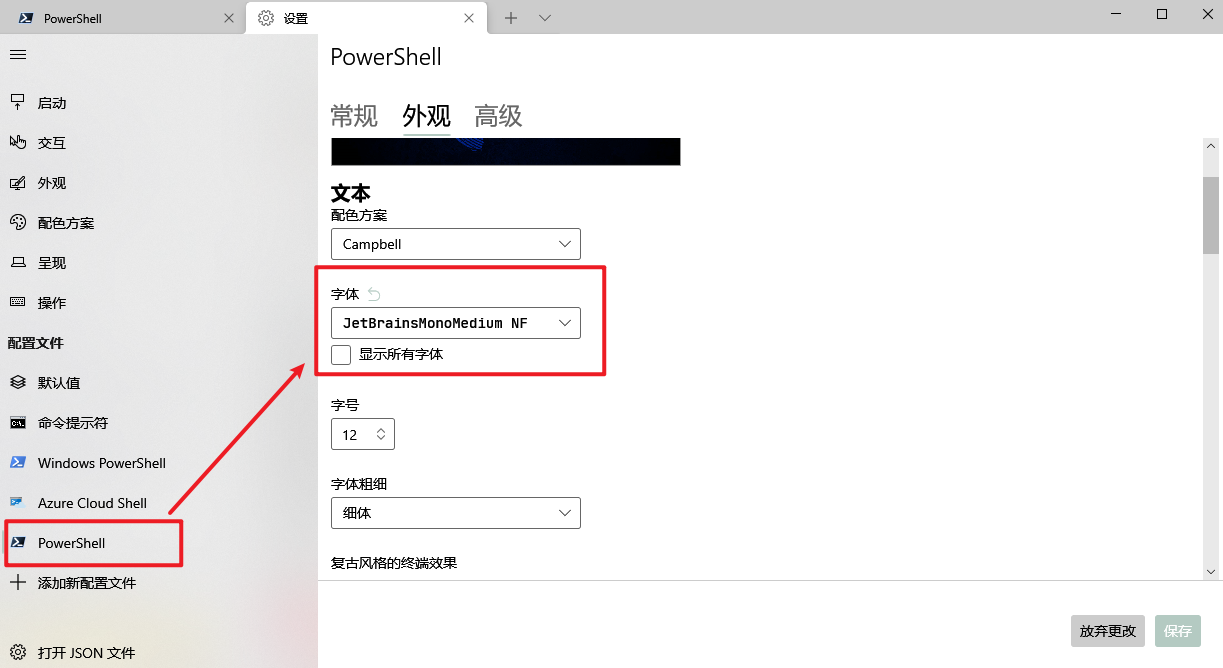 PowerShell
设置
启动
交互
外观
配色方案
呈现
操作
配置文件
默认值
命令提示符
Windows PowerShell
Azure Cloud Shell
PowerShell
添加新配置文件
打开 JSON 文件
PowerShell
常规 外观 高级
文本
配色方案
Campbell
字体
JetBrainsMonoMedium NF
显示所有字体
字号
12
字体粗细
细体
复古风格的终端效果
放弃更改 保存